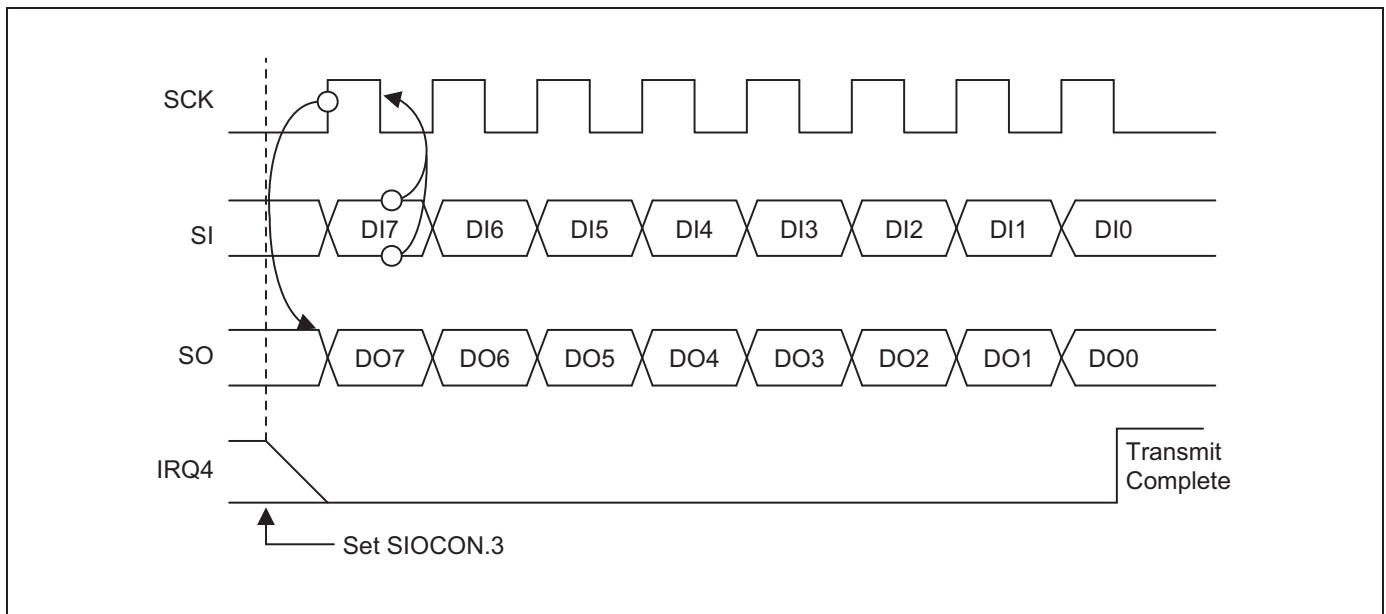 SCK
SI
DI7 DI6 DI5 DI4 DI3 DI2 DI1 DI0
SO
DO7 DO6 DO5 DO4 DO3 DO2 DO1 DO0
IRQ4
Transmit
Complete
Set SIOCON.3